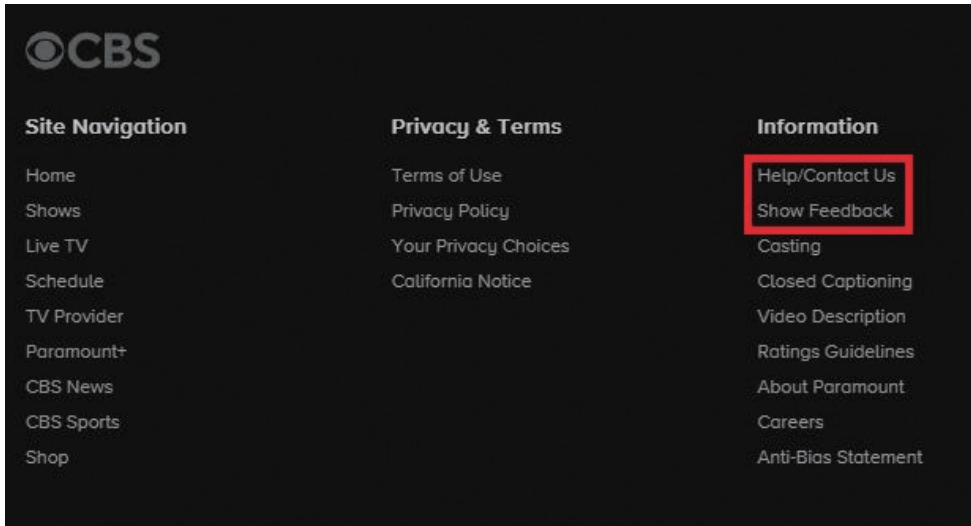 CBS
Site Navigation
Home
Shows
Live TV
Schedule
TV Provider
Paramount+
CBS News
CBS Sports
Shop
Privacy & Terms
Terms of Use
Privacy Policy
Your Privacy Choices
California Notice
Information
Help/Contact Us
Show Feedback
Casting
Closed Captioning
Video Description
Ratings Guidelines
About Paramount
Careers
Anti-Bias Statement